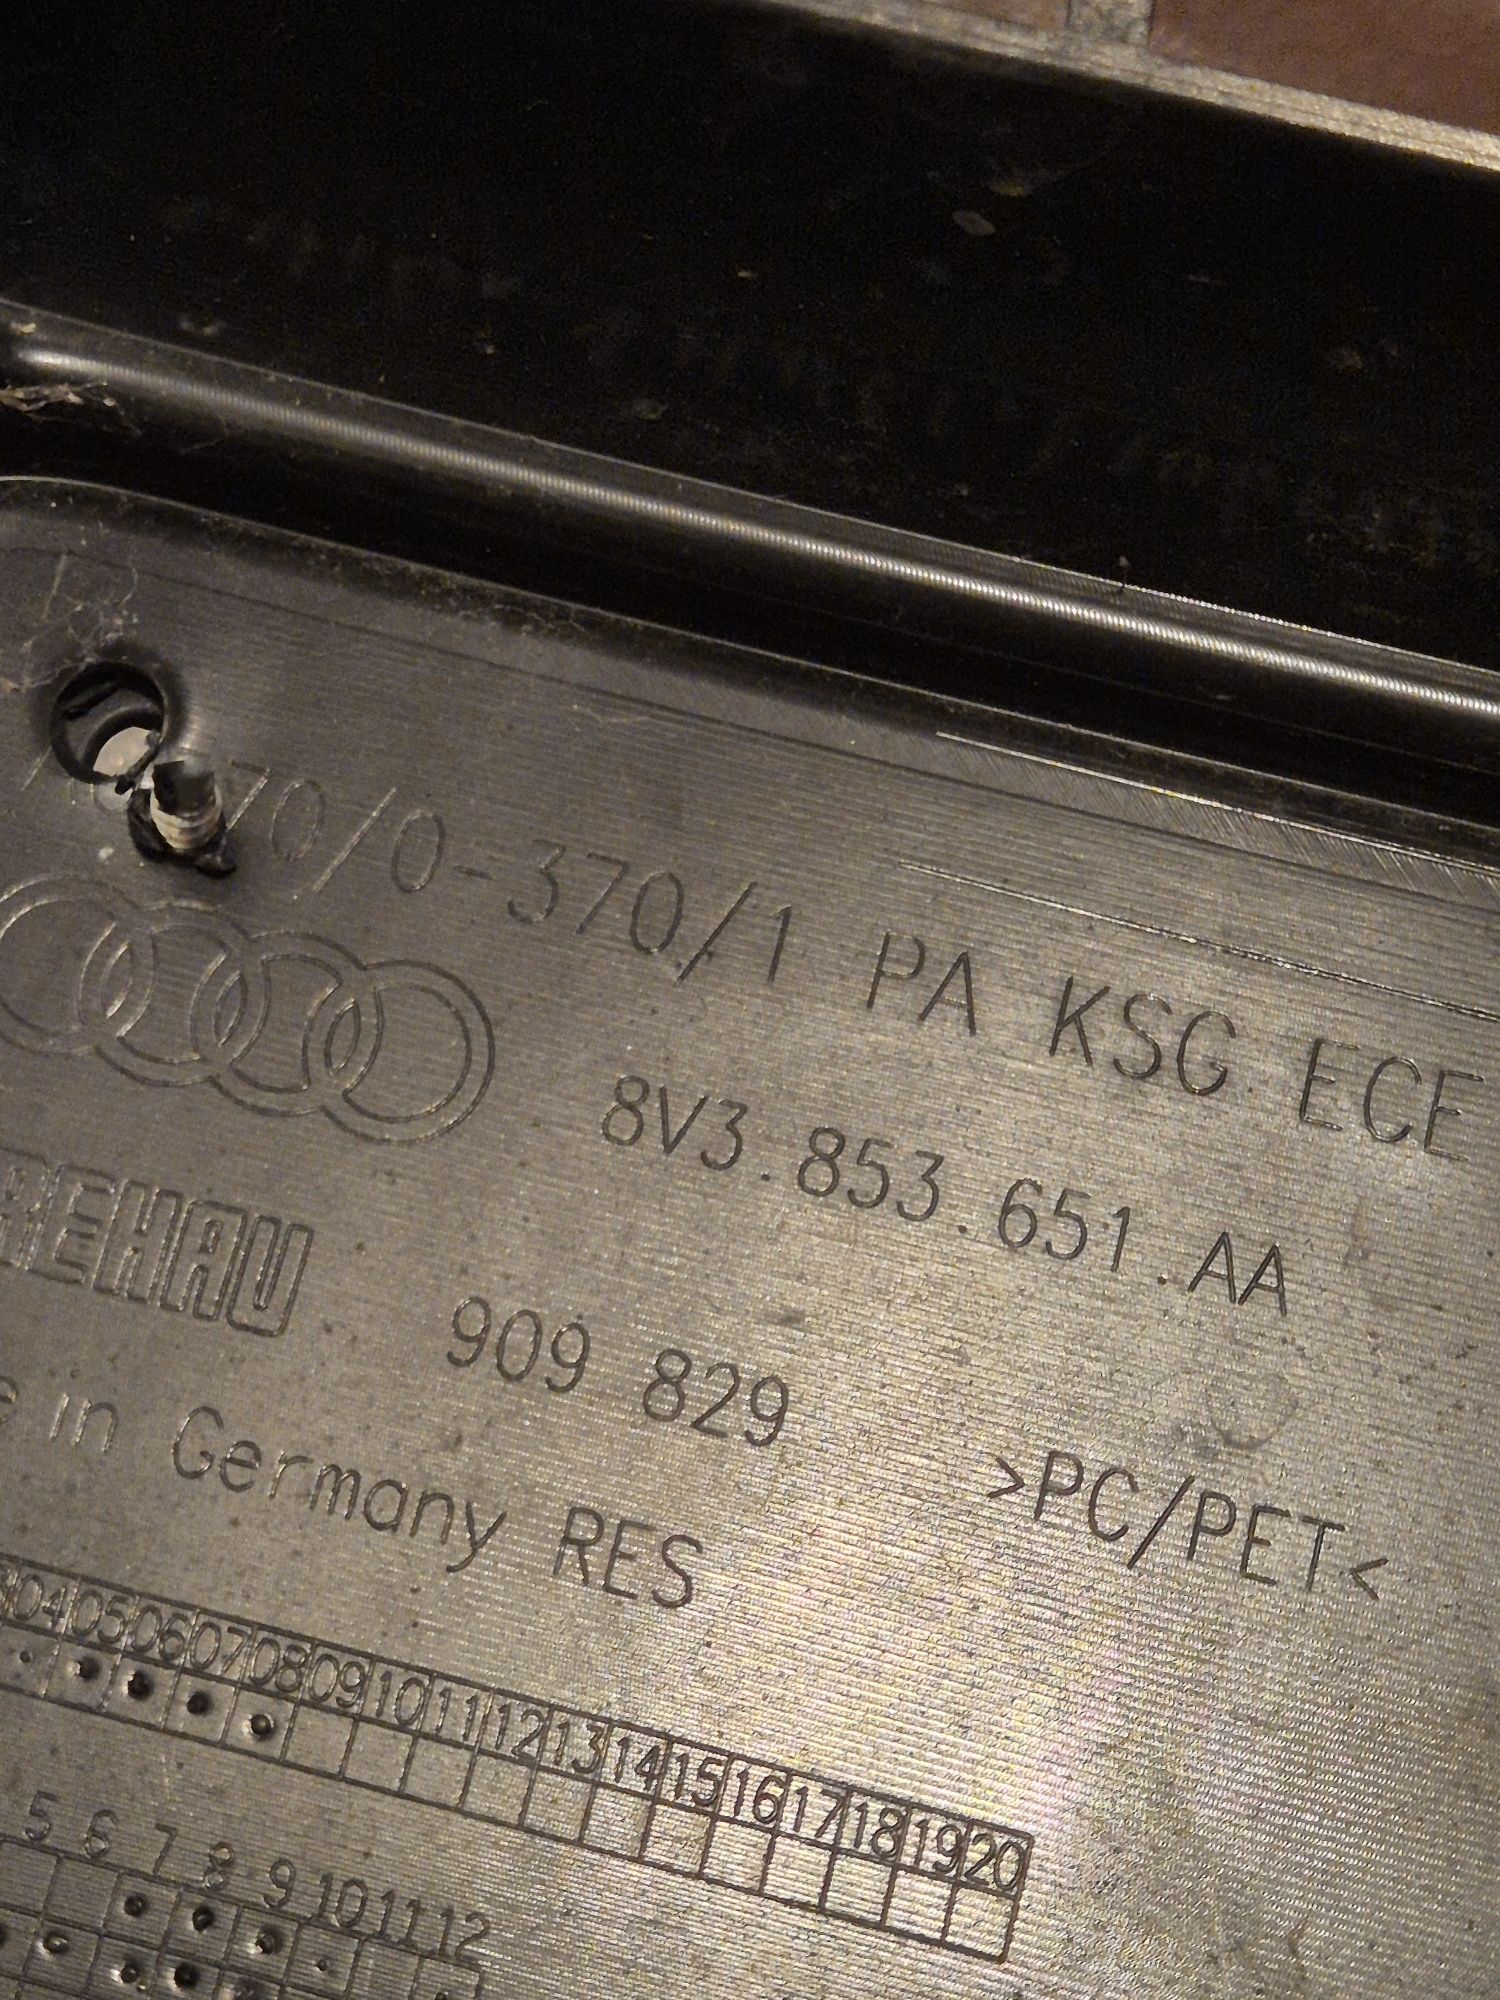 70/0-370/1 PA KSG ECE
8V3.853.651.AA
REHAU 909 829 >PC/PET<
in Germany RES
04 05 06 07 08 09 10 11 12 13 14 15 16 17 18 19 20
5 6 7 8 9 10 11 12